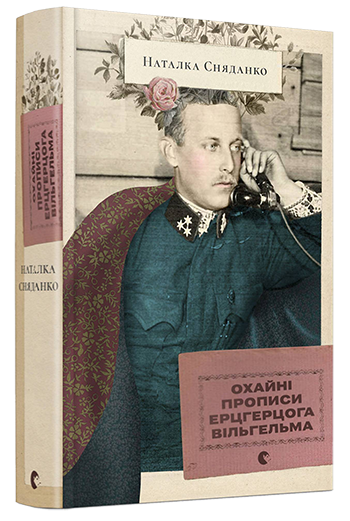 НАТАЛКА СНЯДАНКО
ОХАЙНІ
ПРОПИСИ
ЕРЦГЕРЦОГА
ВІЛЬГЕЛЬМА
ОХАЙНІ
ПРОПИСИ
ЕРЦГЕРЦОГА
ВІЛЬГЕЛЬМА
НАТАЛКА
СНЯДАНКО